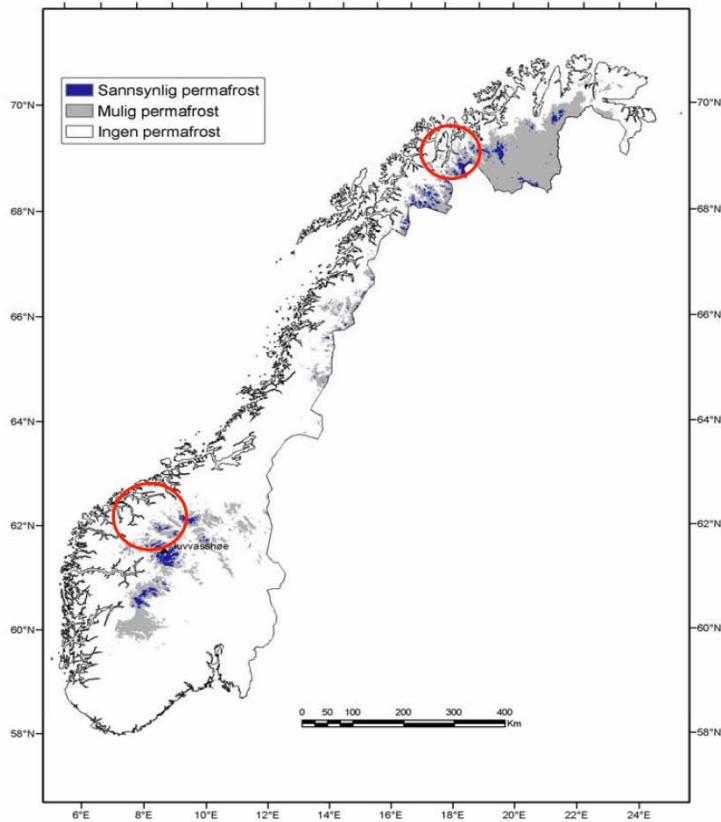 Sannsynlig permafrost
Mulig permafrost
Ingen permafrost
70°N
70°N
68°N
68°N
66°N
66°N
64°N
64°N
62°N
62°N
Juvvasshøe
60°N
60°N
0 50 100 200 300 400
Km
58°N
58°N
6°E 8°E 10°E 12°E 14°E 16°E 18°E 20°E 22°E 24°E